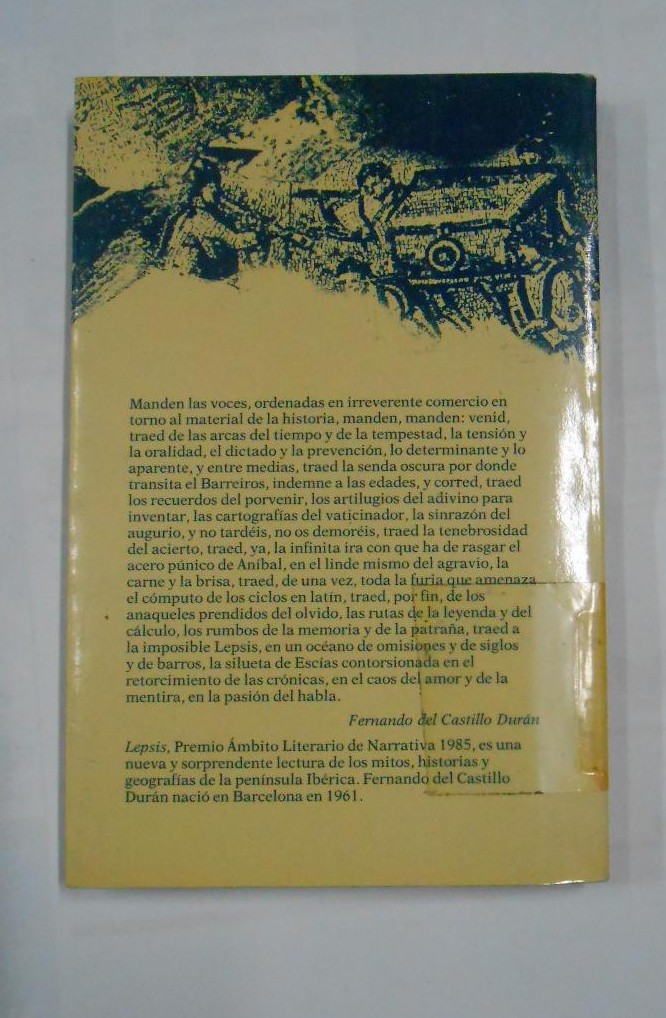 Manden las voces, ordenadas en irreverente comercio en
torno al material de la historia, manden, manden: venid,
traed de las arcas del tiempo y de la tempestad, la tensión y
la oralidad, el dictado y la prevención, lo determinante y lo
aparente, y entre medias, traed la senda oscura por donde
transita el Barreiros, indemne a las edades, y corred, traed
los recuerdos del porvenir, los artilugios del adivino para
inventar, las cartografías del vaticinador, la sinrazón del
augurio, y no tardéis, no os demoréis, traed la tenebrosidad
del acierto, traed, ya, la infinita ira con que ha de rasgar el
acero púnico de Aníbal, en el linde mismo del agravio, la
carne y la brisa, traed, de una vez, toda la furia que amenaza
el cómputo de los ciclos en latín, traed, por fin, de los
anaqueles prendidos del olvido, las rutas de la leyenda y del
cálculo, los rumbos de la memoria y de la patraña, traed a
la imposible Lepsis, en un océano de omisiones y de siglos
y de barros, la silueta de Escías contorsionada en el
retorcimiento de las crónicas, en el caos del amor y de la
mentira, en la pasión del habla.
Fernando del Castillo Durán
Lepsis, Premio Ámbito Literario de Narrativa 1985, es una
nueva y sorprendente lectura de los mitos, historias y
geografías de la península Ibérica. Fernando del Castillo
Durán nació en Barcelona en 1961.